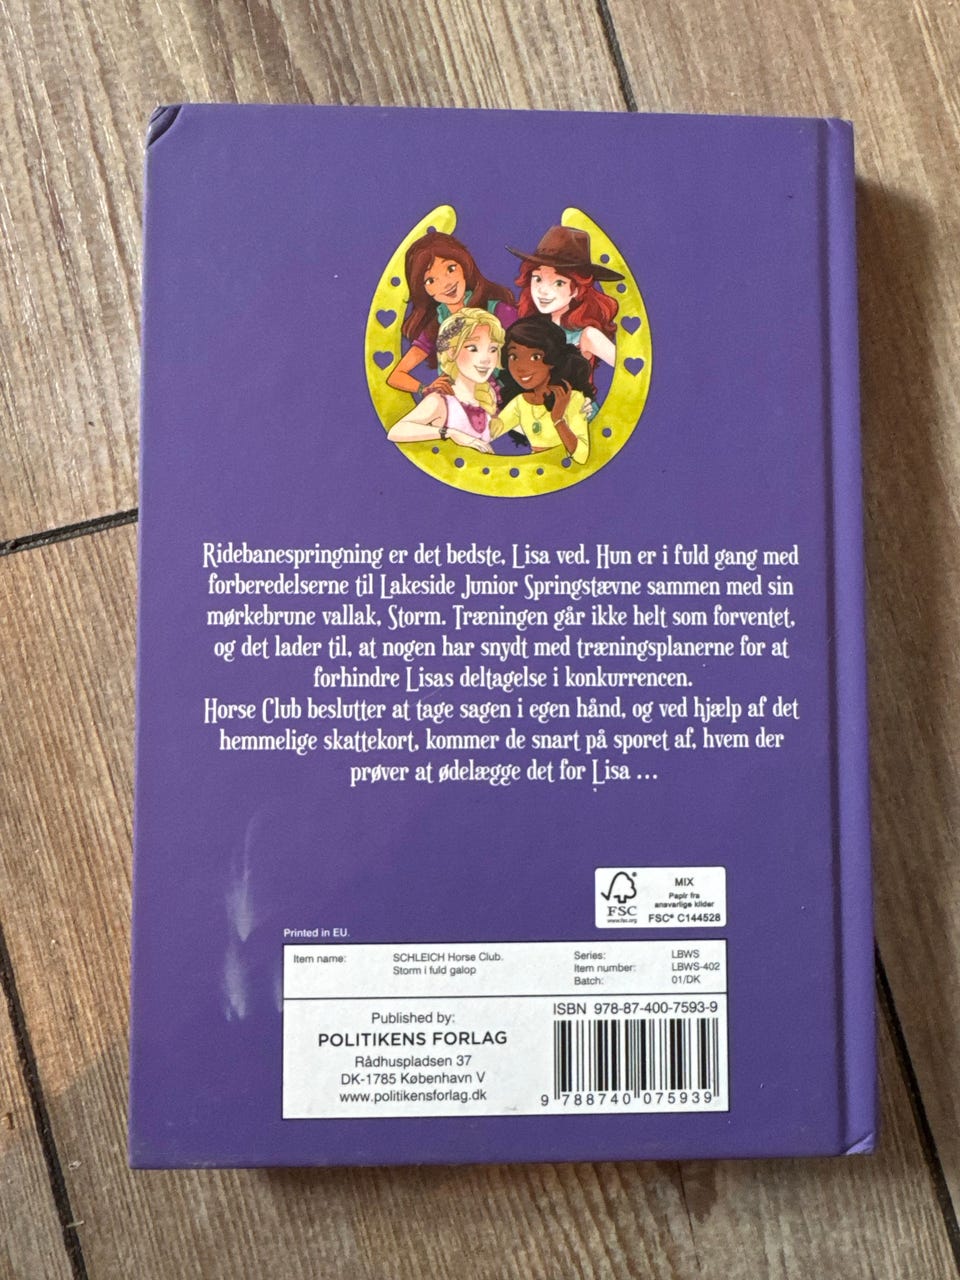 Ridebanespringning er det bedste, Lisa ved. Hun er i fuld gang med
forberedelserne til Lakeside Junior Springstævne sammen med sin
mørkebrune vallak, Storm. Træningen går ikke helt som forventet,
og det lader til, at nogen har snydt med træningsplanerne for at
forhindre Lisas deltagelse i konkurrencen.
Horse Club beslutter at tage sagen i egen hånd, og ved hjælp af det
hemmelige skattekort, kommer de snart på sporet af, hvem der
prøver at ødelægge det for Lisa ...
FSC
www.fsc.org
MIX
Papir fra
ansvarlige kilder
FSC® C144528
Printed in EU.
Item name: SCHLEICH Horse Club.
Storm i fuld galop
Series: LBWS
Item number: LBWS-402
Batch: 01/DK
Published by:
POLITIKENS FORLAG
Rådhuspladsen 37
DK-1785 København V
www.politikensforlag.dk
ISBN 978-87-400-7593-9
9 788740 075939